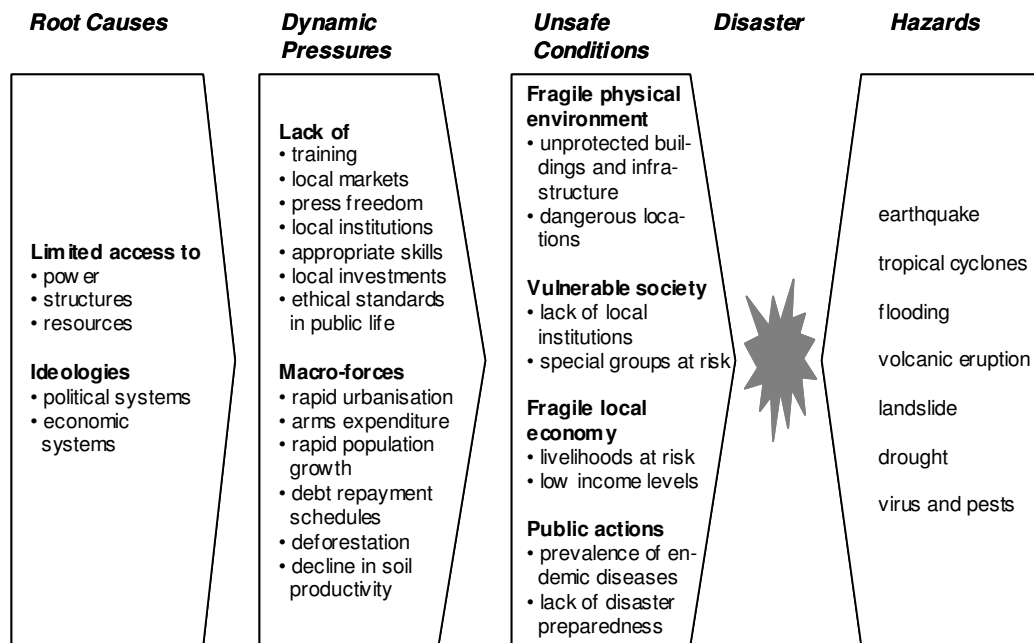 Root Causes
Dynamic
Pressures
Unsafe
Conditions
Disaster
Hazards
Limited access to
• power
• structures
• resources
Ideologies
• political systems
• economic
systems
Lack of
• training
• local markets
• press freedom
• local institutions
• appropriate skills
• local investments
• ethical standards
in public life
Macro-forces
• rapid urbanisation
• arms expenditure
• rapid population
growth
• debt repayment
schedules
• deforestation
• decline in soil
productivity
Fragile physical
environment
• unprotected buil-
dings and infra-
structure
• dangerous loca-
tions
Vulnerable society
• lack of local
institutions
• special groups at risk
Fragile local
economy
• livelihoods at risk
• low income levels
Public actions
• prevalence of en-
demic diseases
• lack of disaster
preparedness
earthquake
tropical cyclones
flooding
volcanic eruption
landslide
drought
virus and pests